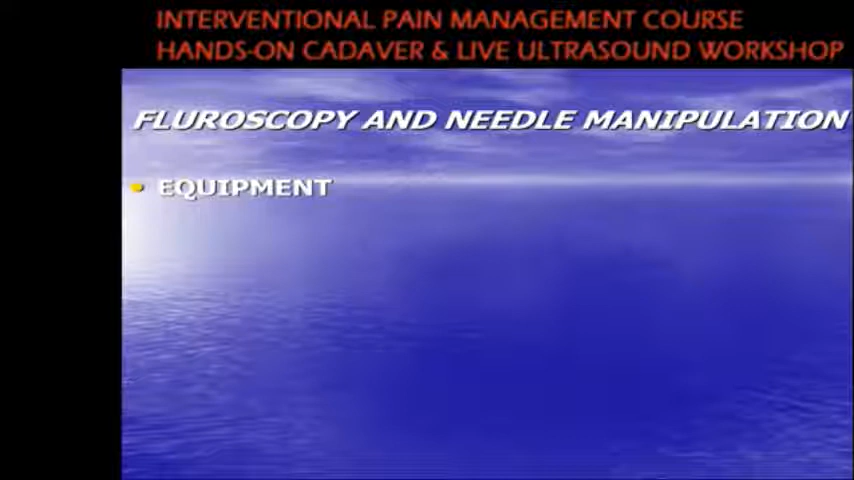 INTERVENTIONAL PAIN MANAGEMENT COURSE
HANDS-ON CADAVER & LIVE ULTRASOUND WORKSHOP
FLUROSCOPY AND NEEDLE MANIPULATION
• EQUIPMENT